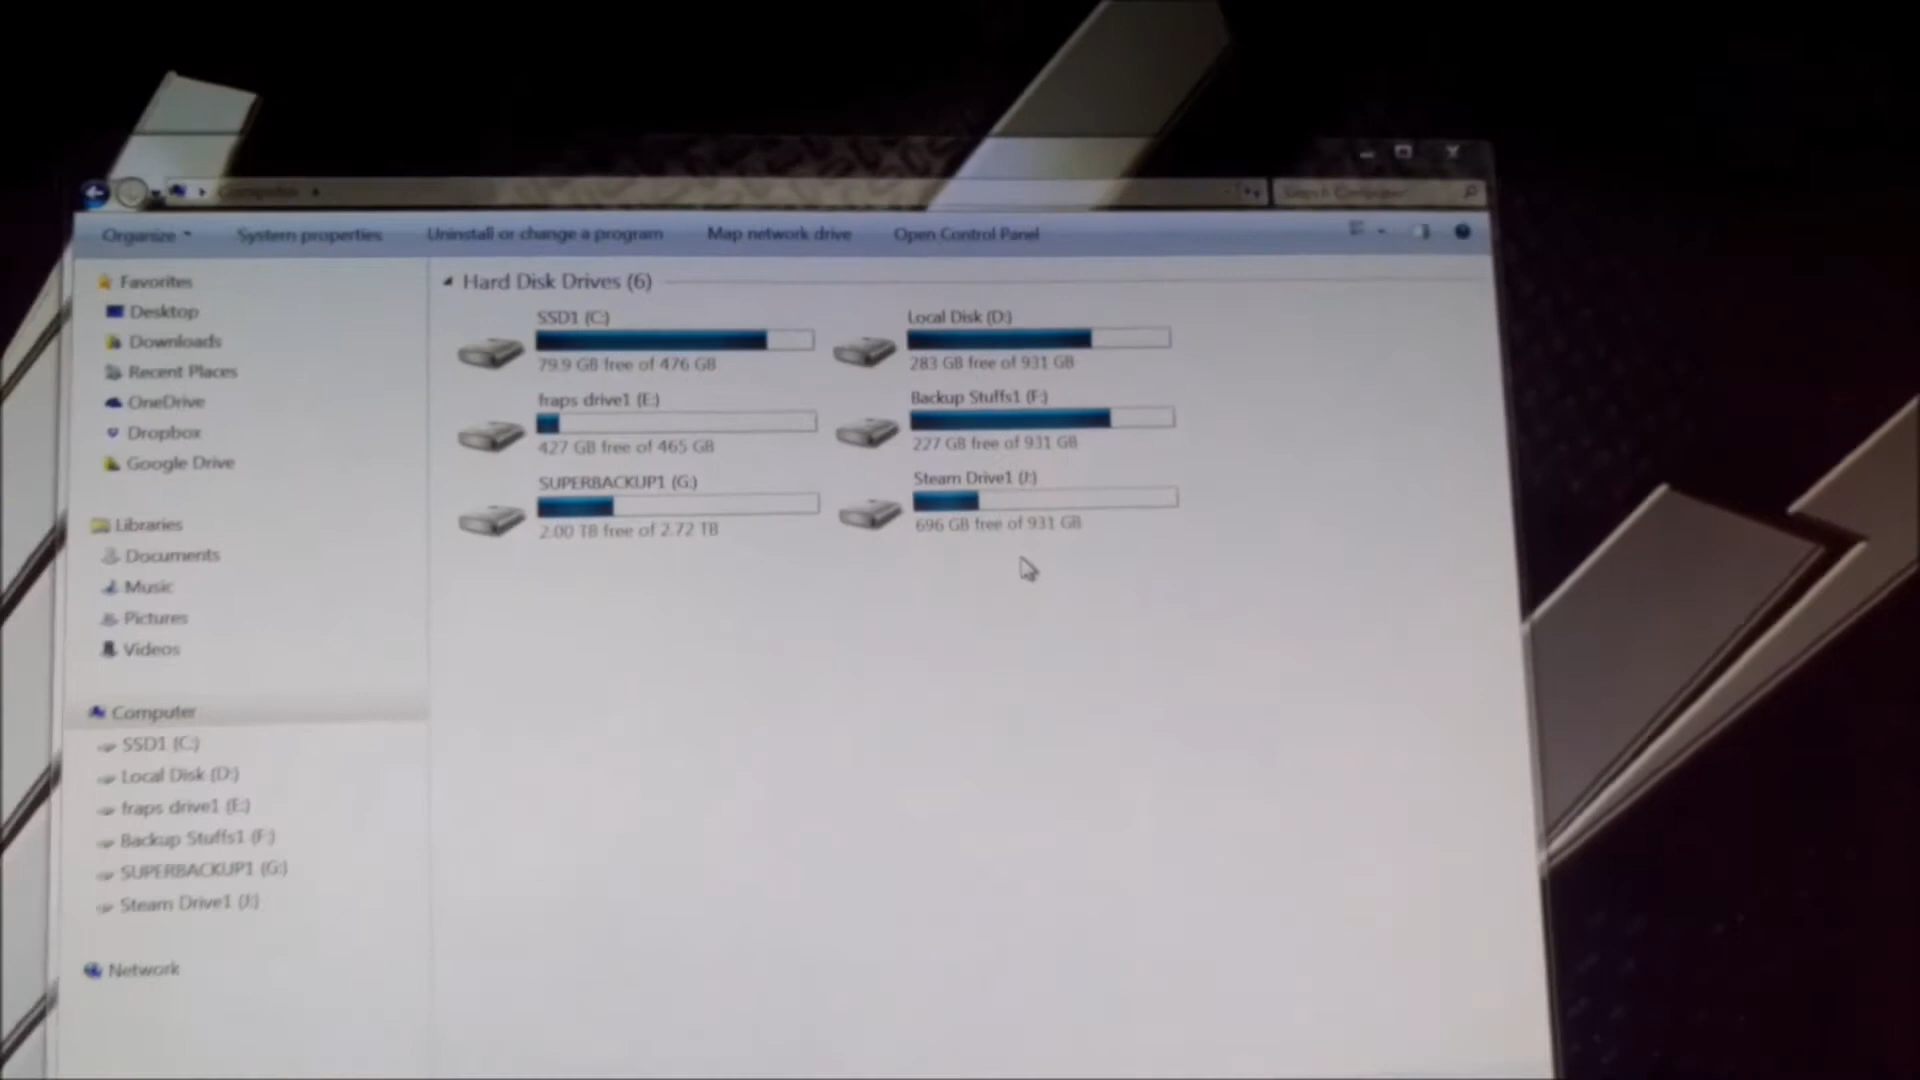 Computer
Search Computer
Organize
System properties
Uninstall or change a program
Map network drive
Open Control Panel
Favorites
Desktop
Downloads
Recent Places
OneDrive
Dropbox
Google Drive
Libraries
Documents
Music
Pictures
Videos
Computer
SSD1 (C:)
Local Disk (D:)
fraps drive1 (E:)
Backup Stuffs1 (F:)
SUPERBACKUP1 (G:)
Steam Drive1 (J:)
Network
Hard Disk Drives (6)
SSD1 (C:)
79.9 GB free of 476 GB
Local Disk (D:)
283 GB free of 931 GB
fraps drive1 (E:)
427 GB free of 465 GB
Backup Stuffs1 (F:)
227 GB free of 931 GB
SUPERBACKUP1 (G:)
2.00 TB free of 2.72 TB
Steam Drive1 (J:)
696 GB free of 931 GB